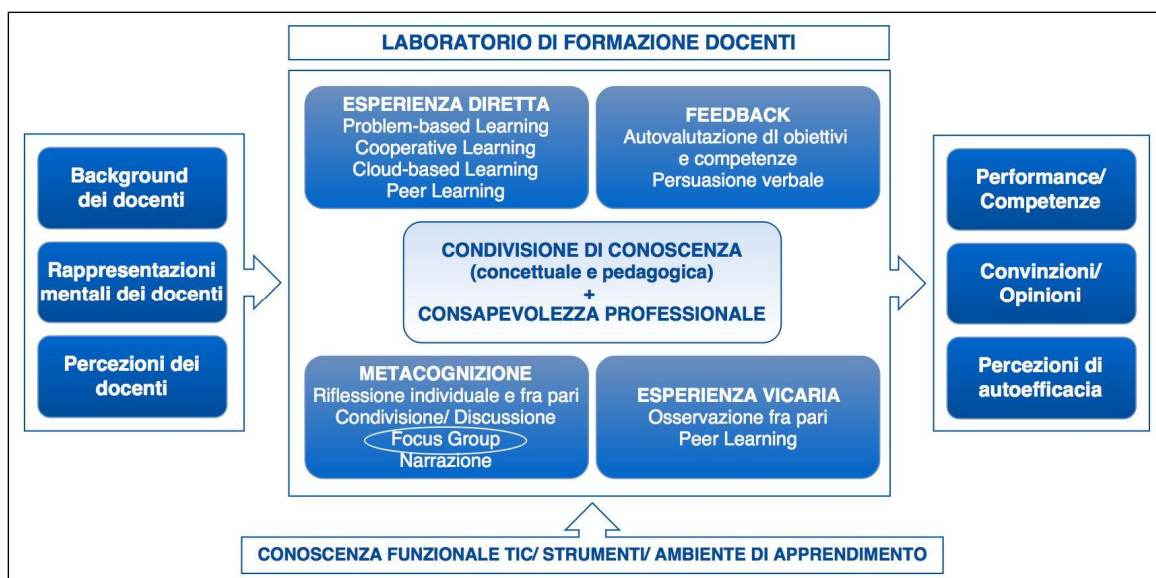 LABORATORIO DI FORMAZIONE DOCENTI
Background
dei docenti
Rappresentazioni
mentali dei docenti
Percezioni dei
docenti
ESPERIENZA DIRETTA
Problem-based Learning
Cooperative Learning
Cloud-based Learning
Peer Learning
FEEDBACK
Autovalutazione dI obiettivi
e competenze
Persuasione verbale
CONDIVISIONE DI CONOSCENZA
(concettuale e pedagogica)
+
CONSAPEVOLEZZA PROFESSIONALE
METACOGNIZIONE
Riflessione individuale e fra pari
Condivisione/ Discussione
Focus Group
Narrazione
ESPERIENZA VICARIA
Osservazione fra pari
Peer Learning
Performance/
Competenze
Convinzioni/
Opinioni
Percezioni di
autoefficacia
CONOSCENZA FUNZIONALE TIC/ STRUMENTI/ AMBIENTE DI APPRENDIMENTO